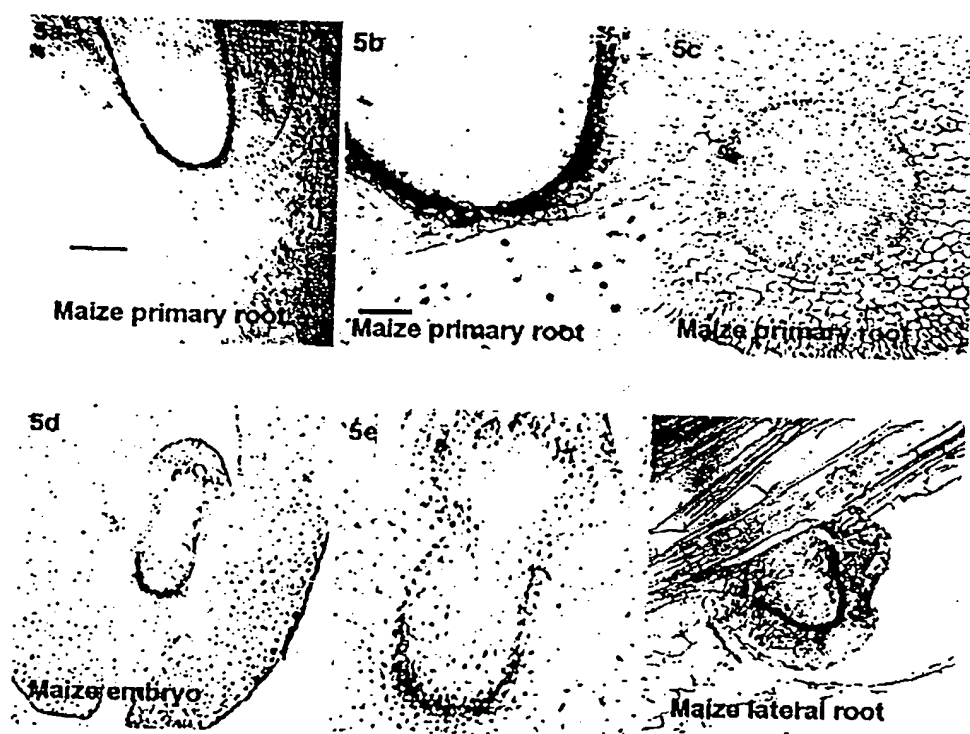 5a
5b
5c
Maize primary root
Maize primary root
Maize primary root
5d
5e
Maize embryo
Maize lateral root